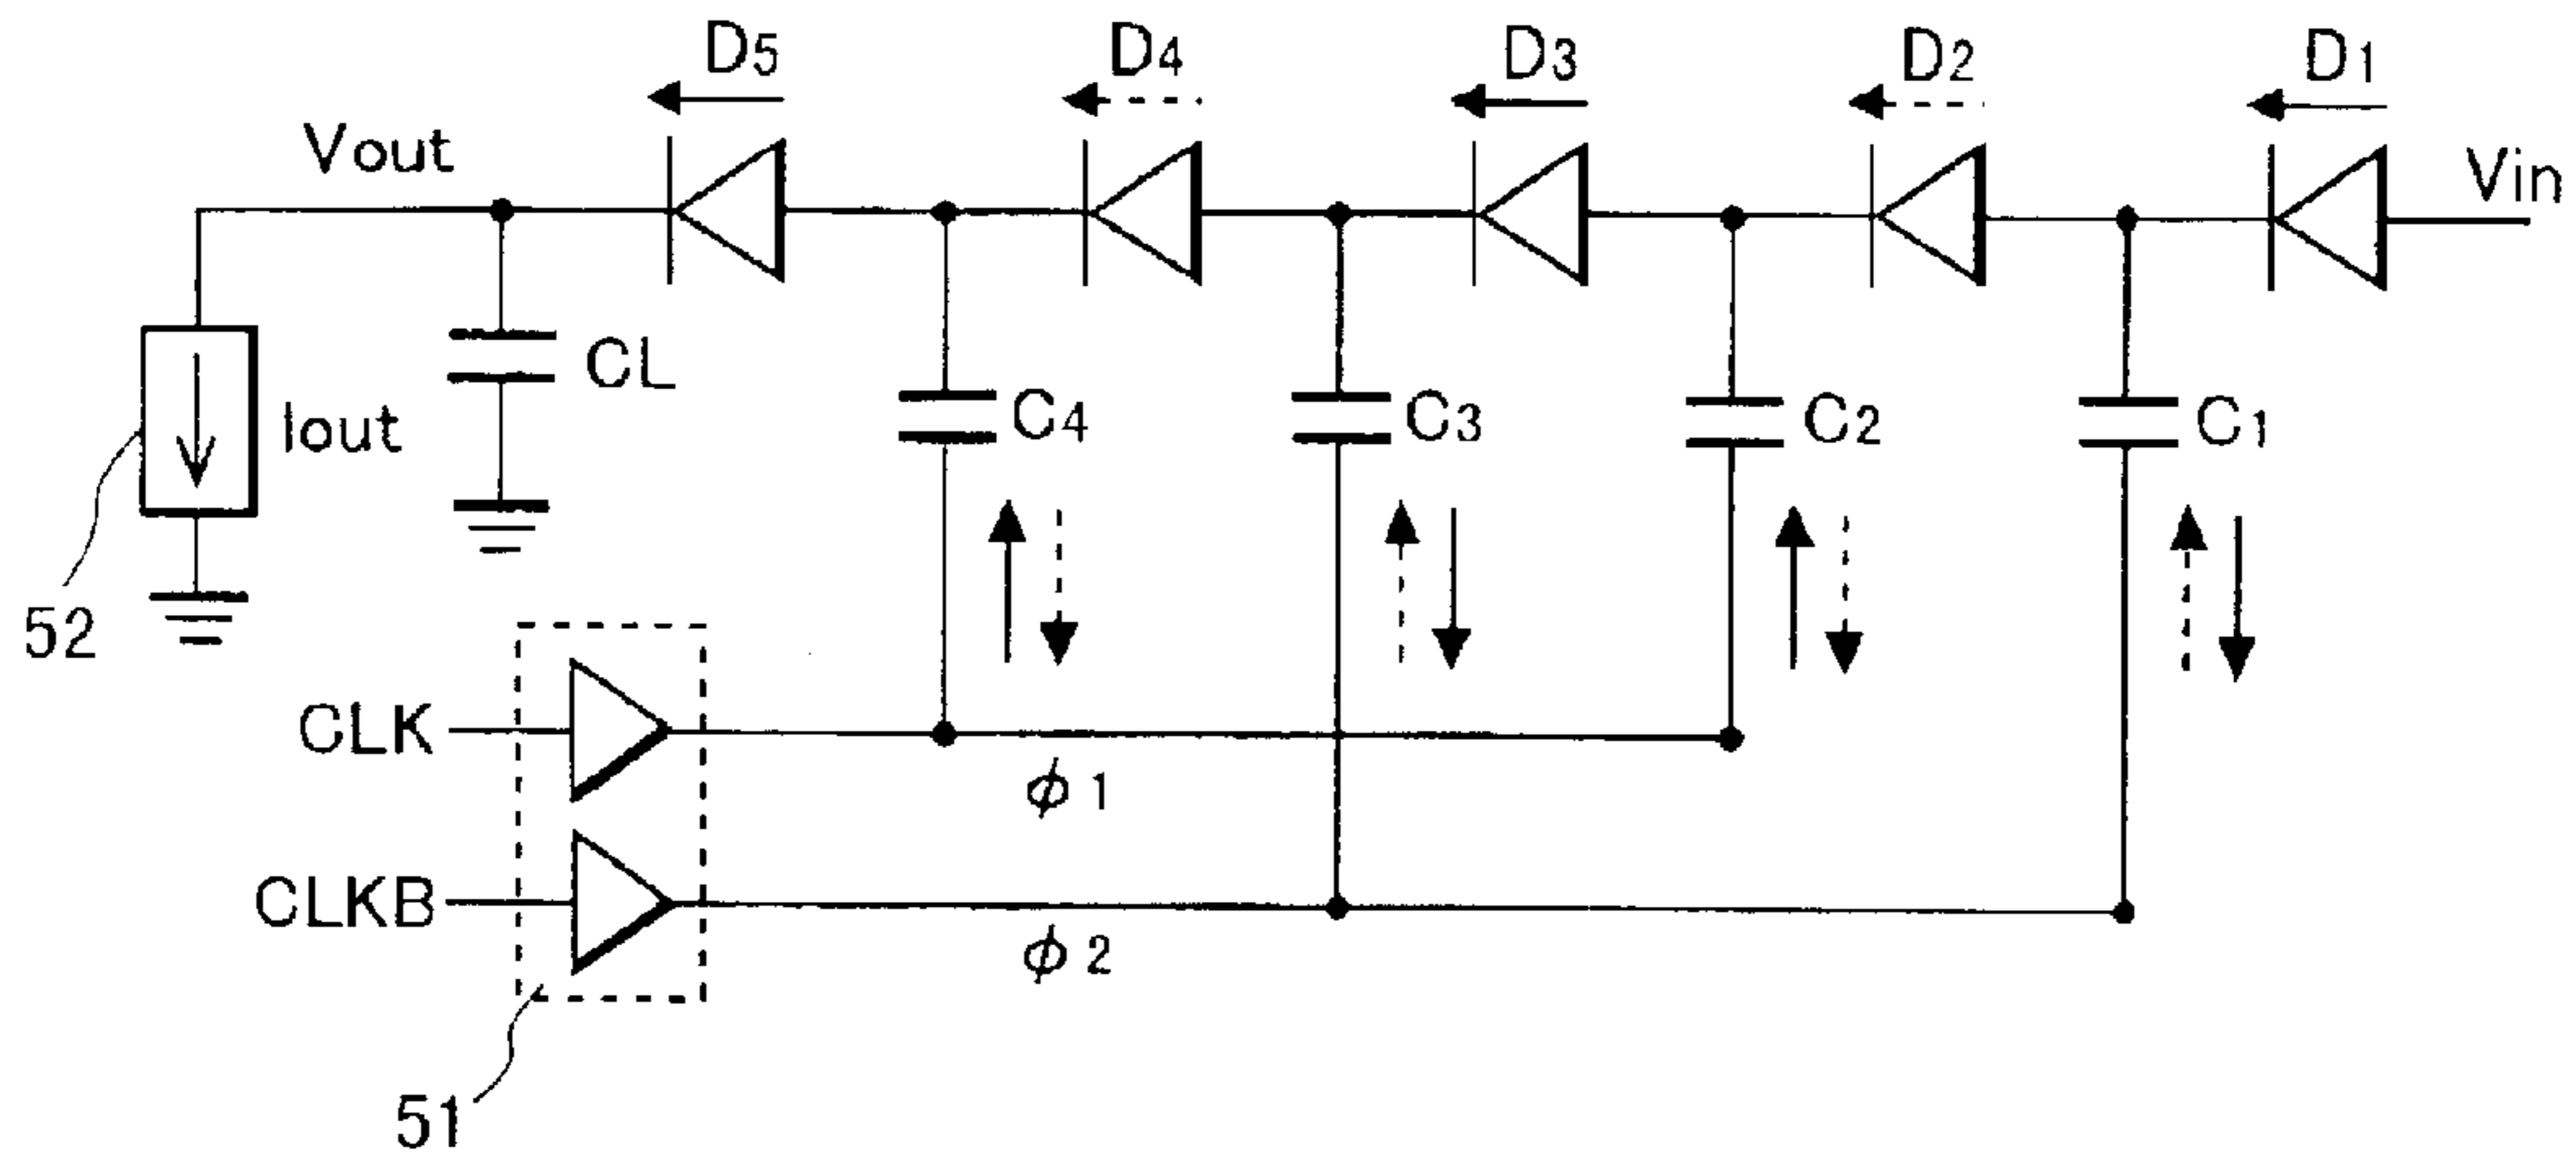 D5 D4 D3 D2 D1
Vout Vin
CL C4 C3 C2 C1
Iout
52
CLK
ϕ1
CLKB
ϕ2
51